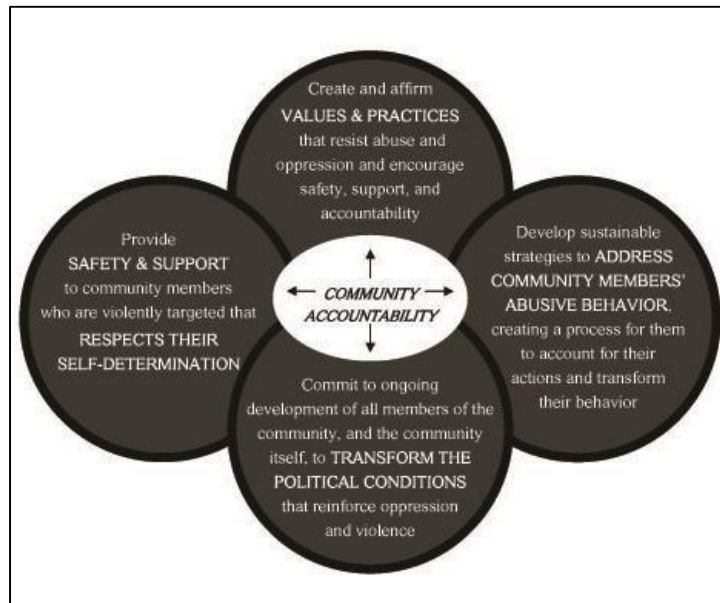 Create and affirm
VALUES & PRACTICES
that resist abuse and
oppression and encourage
safety, support, and
accountability
Provide
SAFETY & SUPPORT
to community members
who are violently targeted that
RESPECTS THEIR
SELF-DETERMINATION
COMMUNITY
ACCOUNTABILITY
Develop sustainable
strategies to ADDRESS
COMMUNITY MEMBERS'
ABUSIVE BEHAVIOR,
creating a process for them
to account for their
actions and transform
their behavior
Commit to ongoing
development of all members of the
community, and the community
itself, to TRANSFORM THE
POLITICAL CONDITIONS
that reinforce oppression
and violence